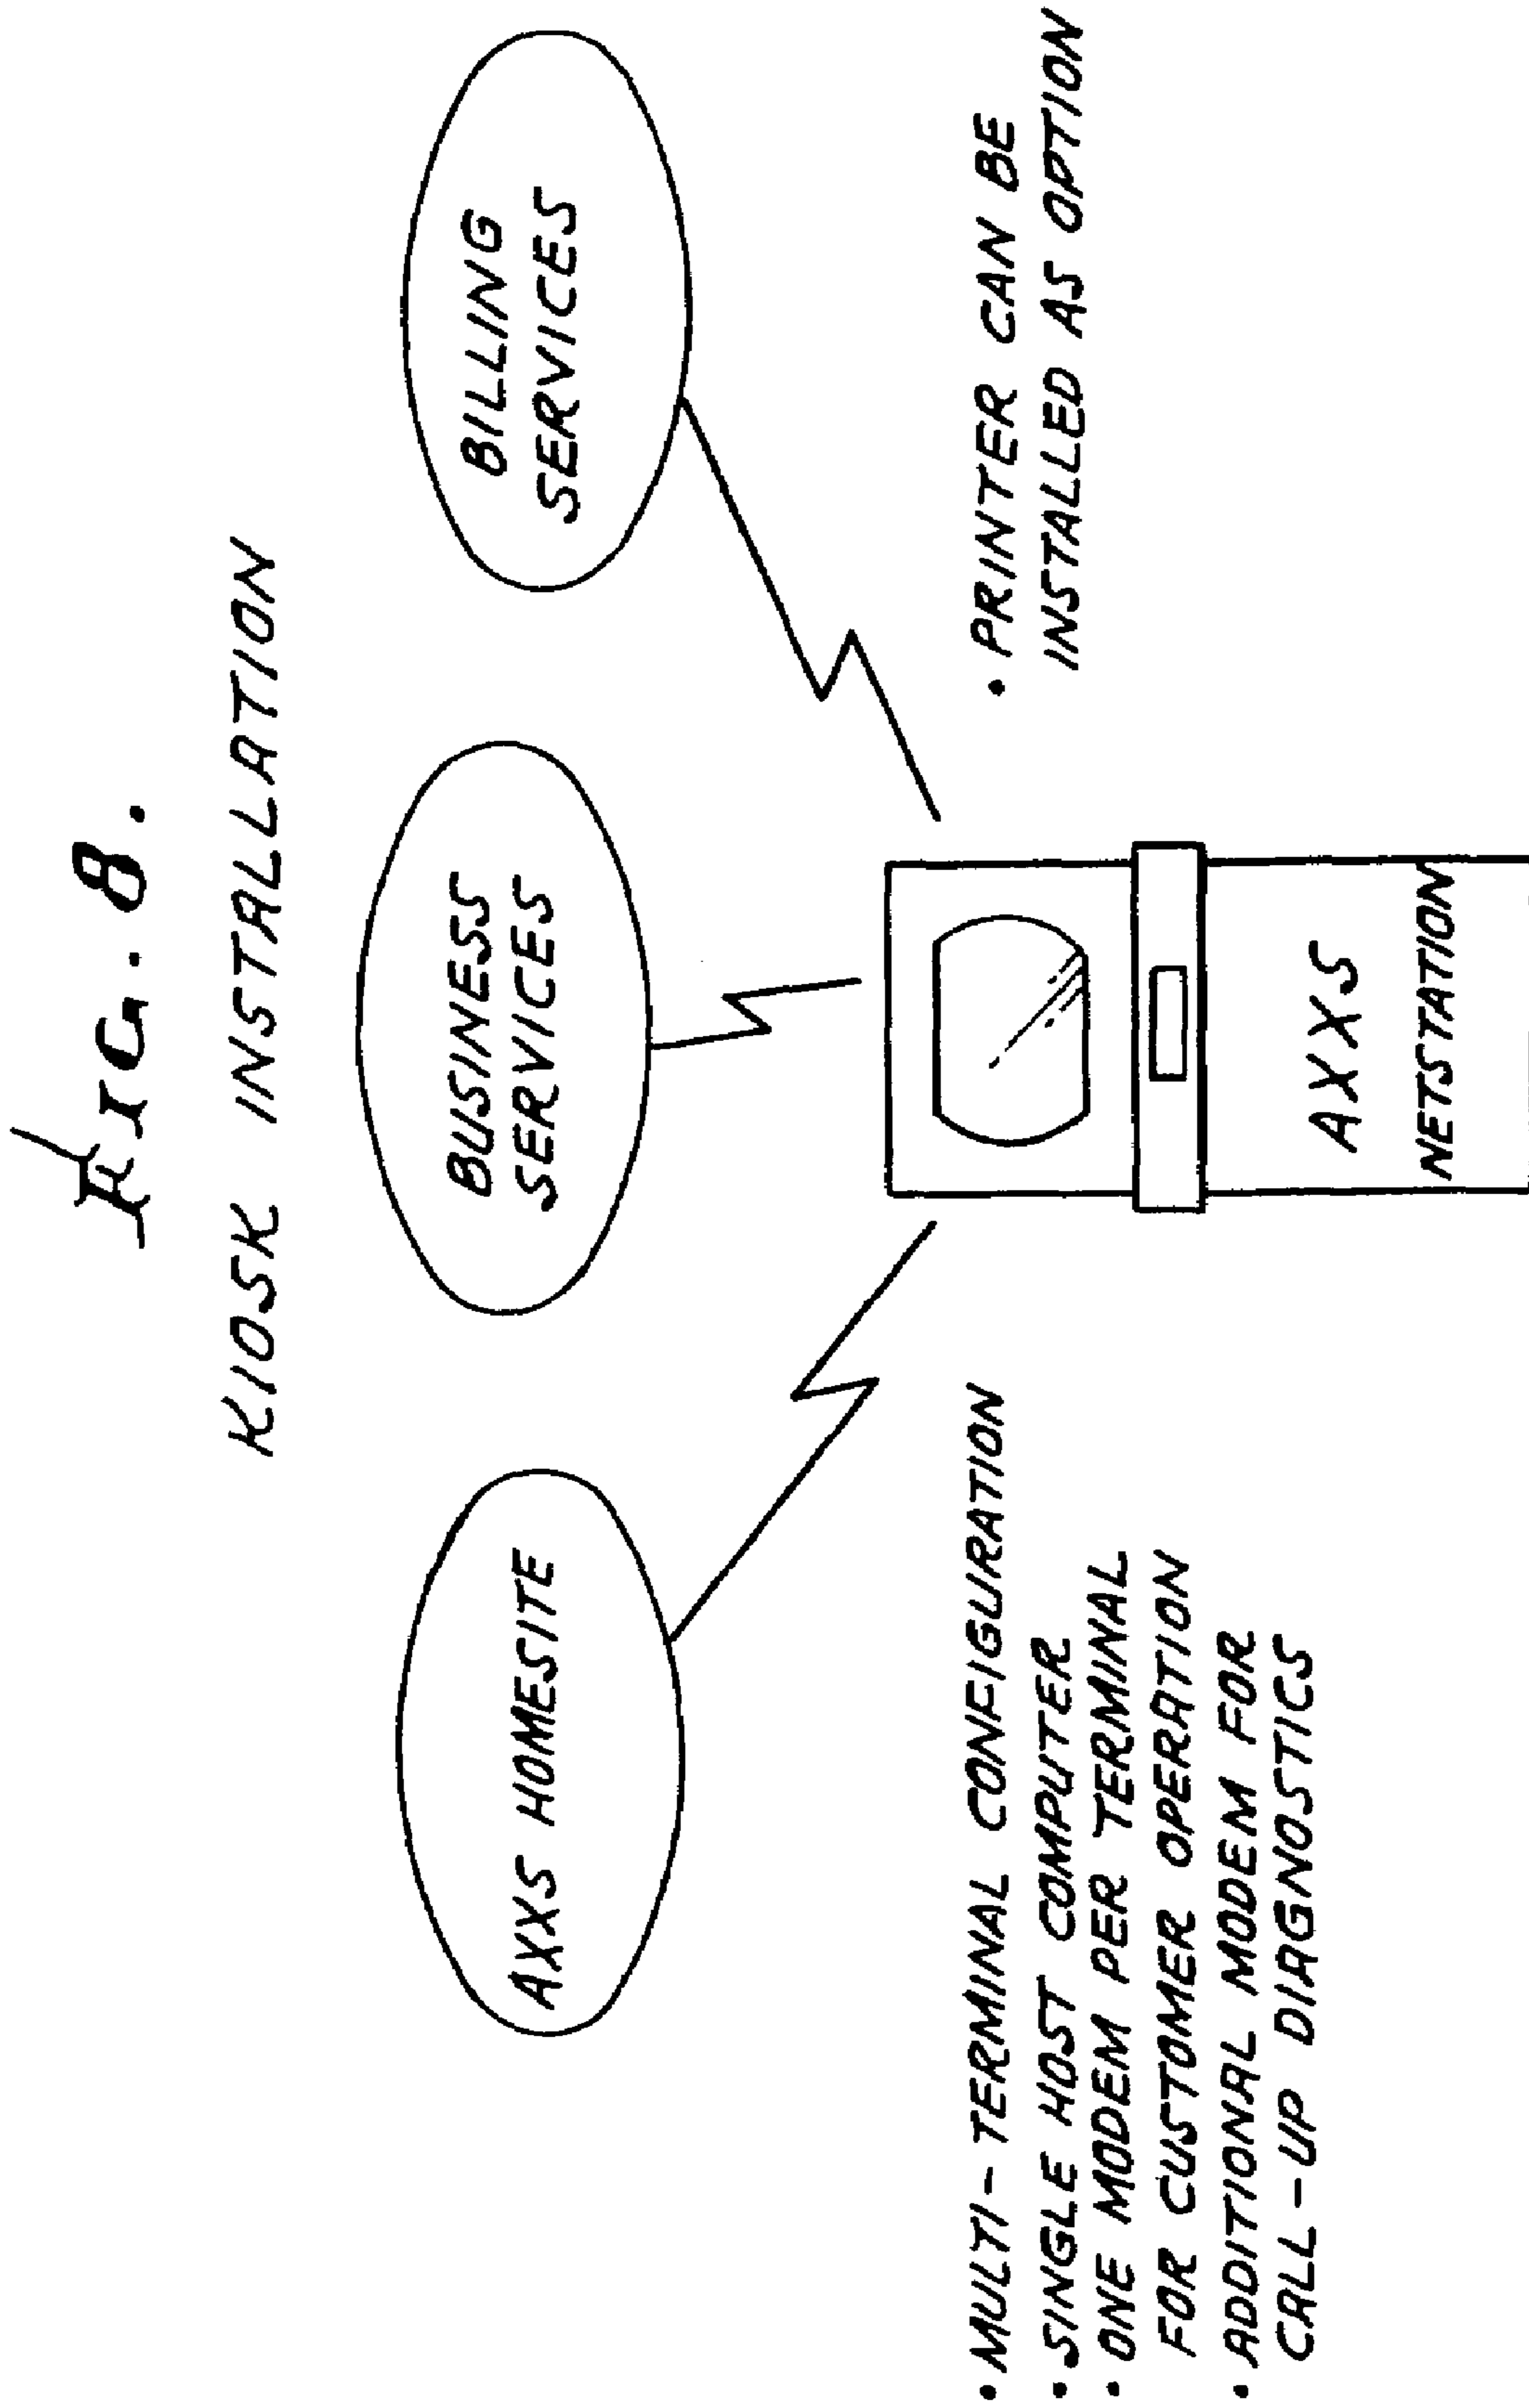 FIG. 8.
KIOSK INSTALLATION
AXXS HOMESITE
BUSINESS
SERVICES
BILLING
SERVICES
• MULTI-TERMINAL CONFIGURATION
• SINGLE HOST COMPUTER
• ONE MODEM PER TERMINAL
FOR CUSTOMER OPERATION
• ADDITIONAL MODEM FOR
CALL-UP DIAGNOSTICS
AXXS
NETSTATION
• PRINTER CAN BE
INSTALLED AS OPTION